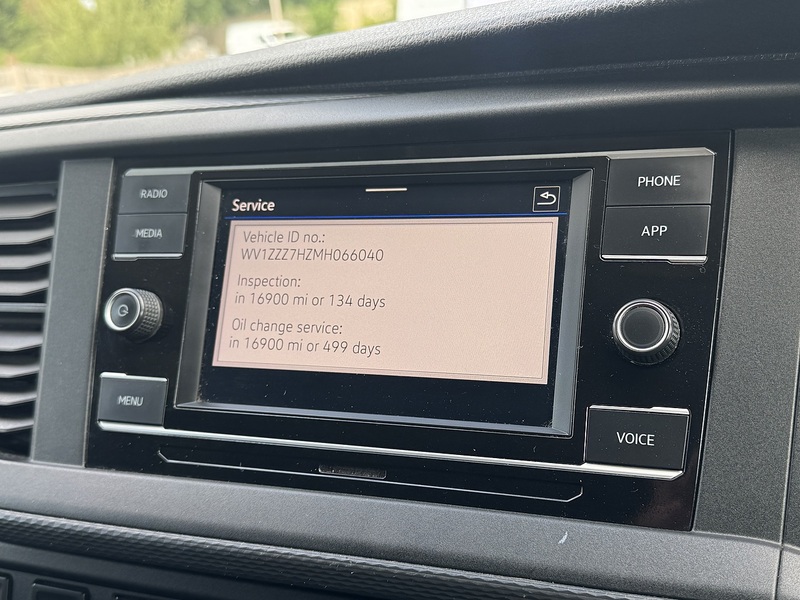 RADIO
MEDIA
MENU
Service
Vehicle ID no.:
WV1ZZZ7HZMH066040
Inspection:
in 16900 mi or 134 days
Oil change service:
in 16900 mi or 499 days
PHONE
APP
VOICE